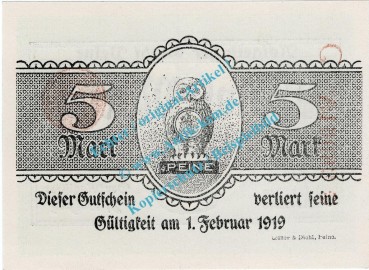 5 5
Mark Mark
PEINE
Dieser Gutschein verliert seine
Gültigkeit am 1. Februar 1919